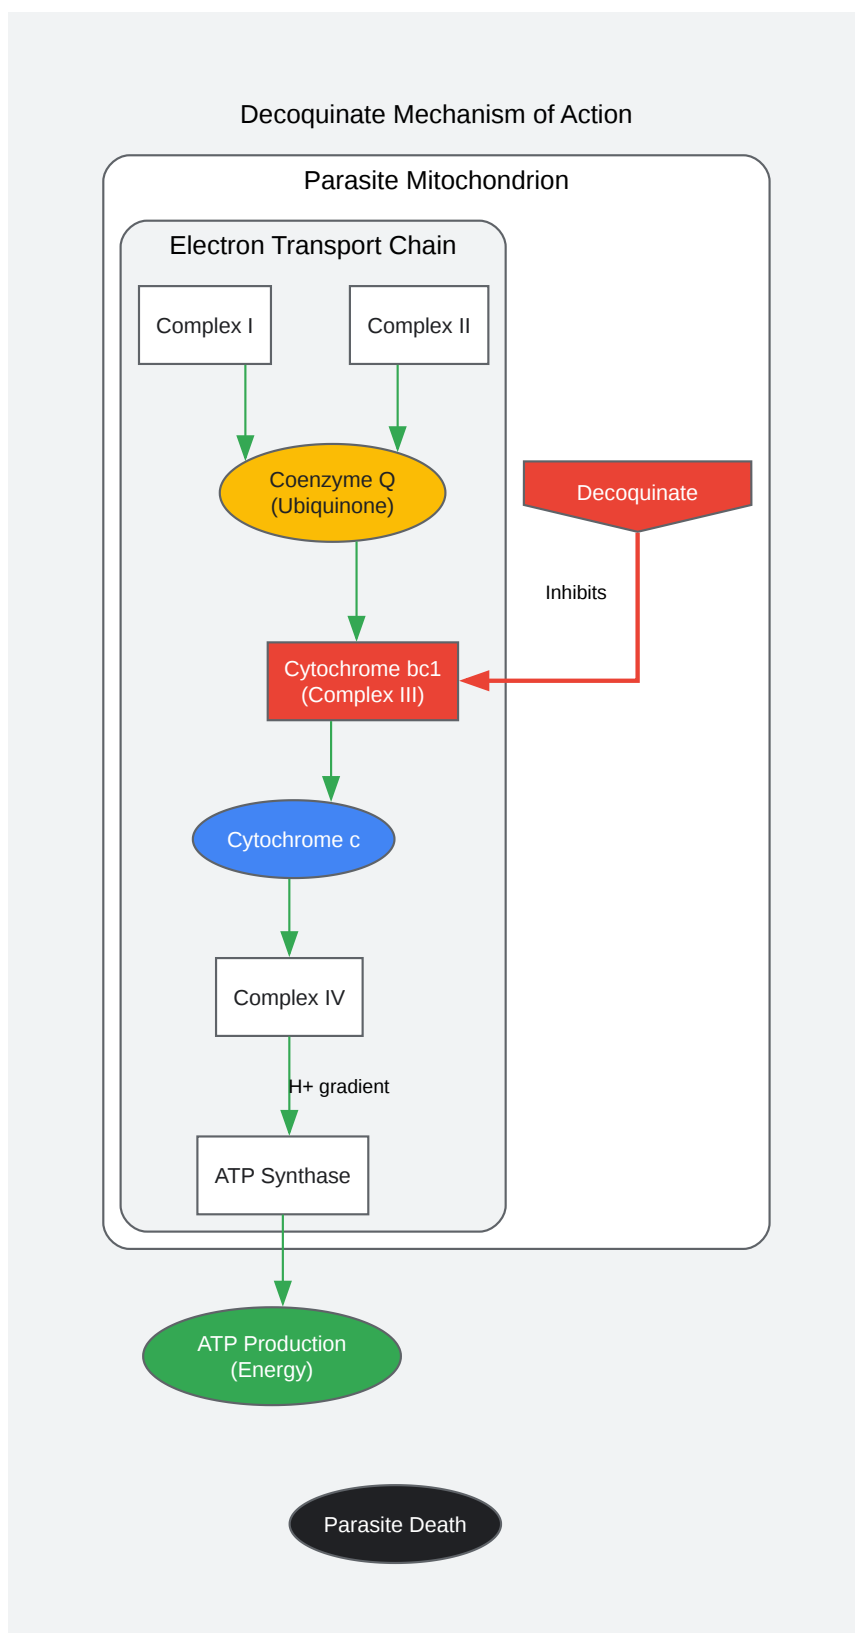 Decoquinate Mechanism of Action
Parasite Mitochondrion
Electron Transport Chain
Complex I
Complex II
Coenzyme Q
(Ubiquinone)
Decoquinate
Inhibits
Cytochrome bc1
(Complex III)
Cytochrome c
Complex IV
H+ gradient
ATP Synthase
ATP Production
(Energy)
Parasite Death